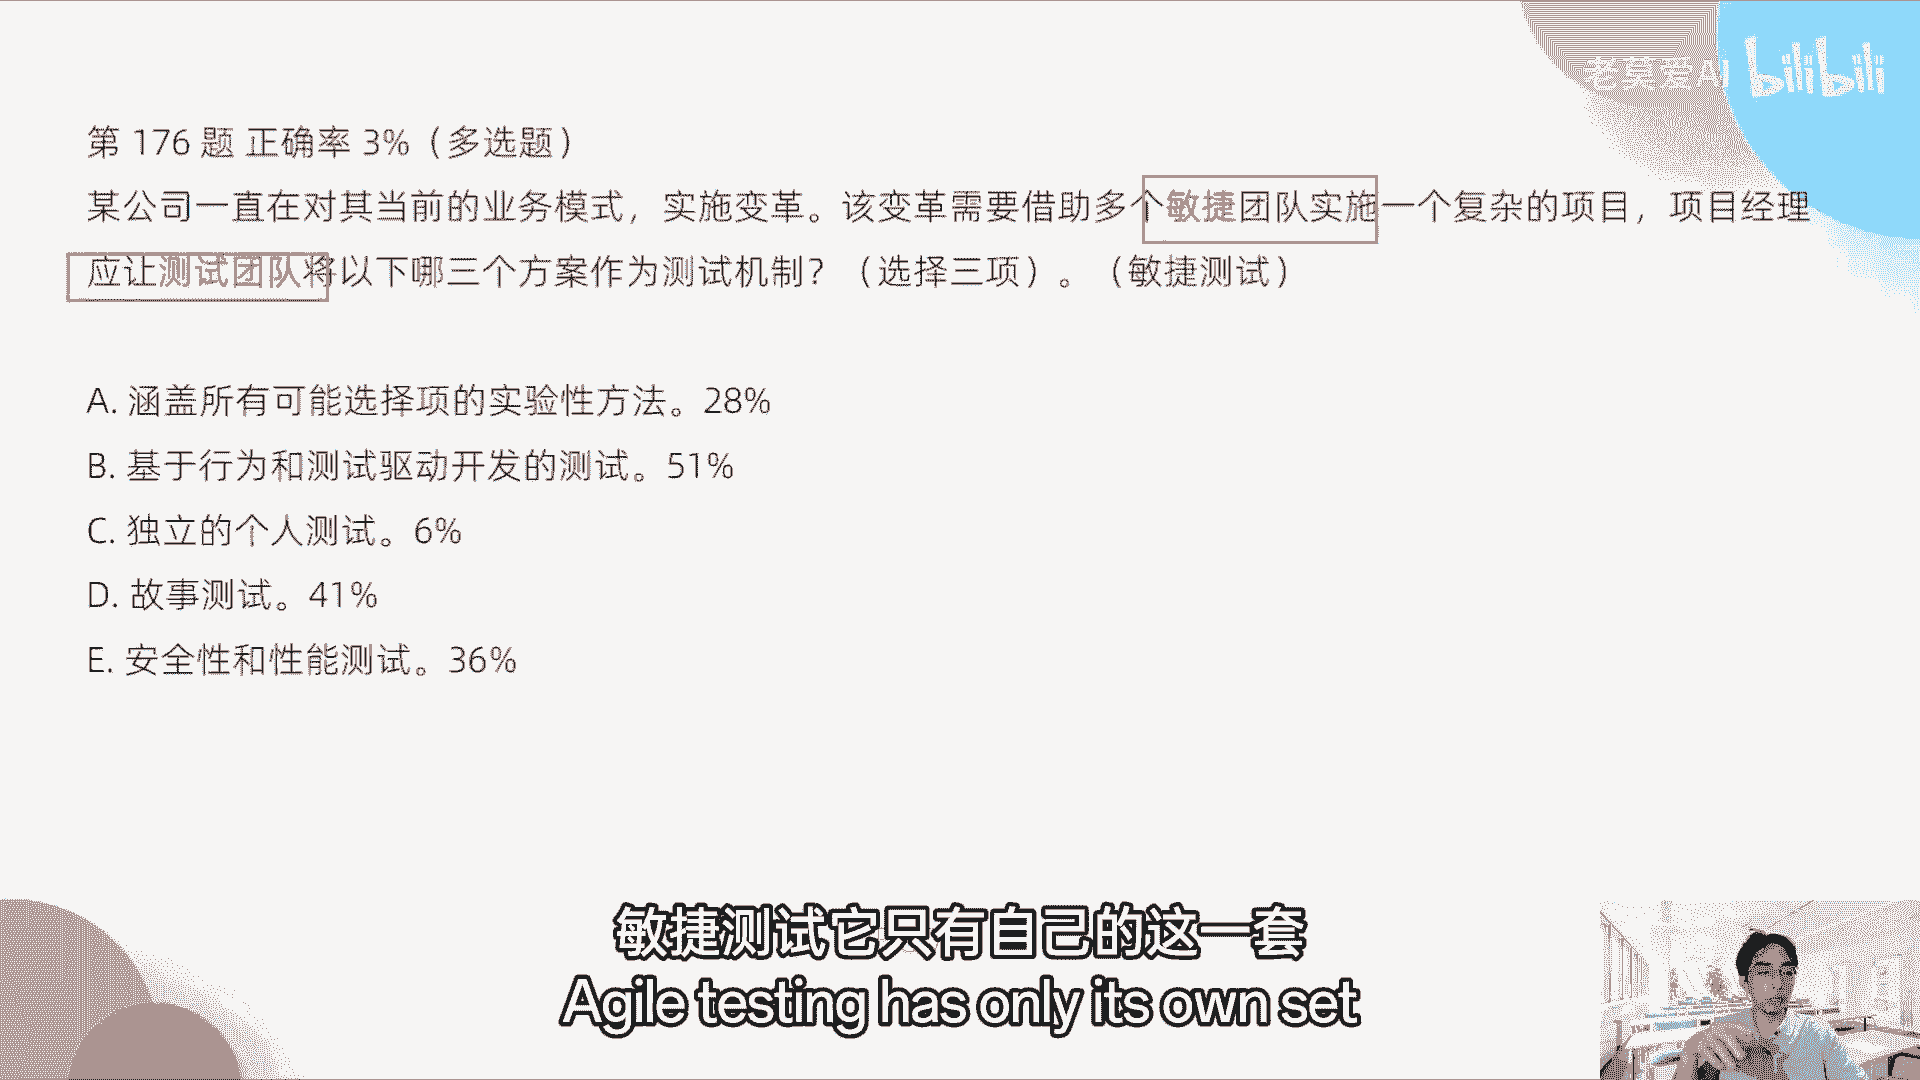 老莫爱AI bilibili
第 176 题 正确率 3%（多选题）
某公司一直在对其当前的业务模式，实施变革。该变革需要借助多个敏捷团队实施一个复杂的项目，项目经理
应让测试团队将以下哪三个方案作为测试机制？（选择三项）。（敏捷测试）
A. 涵盖所有可能选择项的实验性方法。28%
B. 基于行为和测试驱动开发的测试。51%
C. 独立的个人测试。6%
D. 故事测试。41%
E. 安全性和性能测试。36%
敏捷测试它只有自己的这一套
Agile testing has only its own set